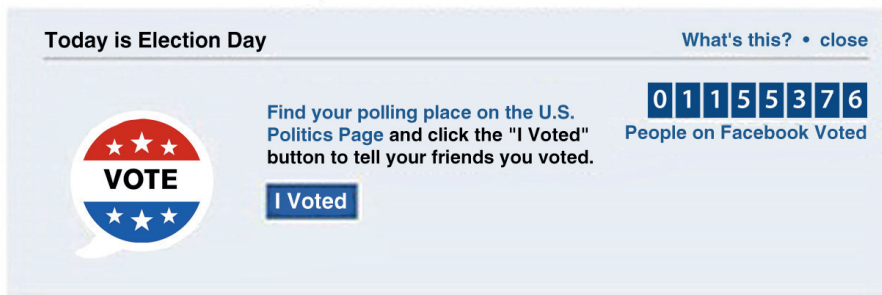 Today is Election Day
What's this? • close
VOTE
Find your polling place on the U.S.
Politics Page and click the "I Voted"
button to tell your friends you voted.
I Voted
01155376
People on Facebook Voted